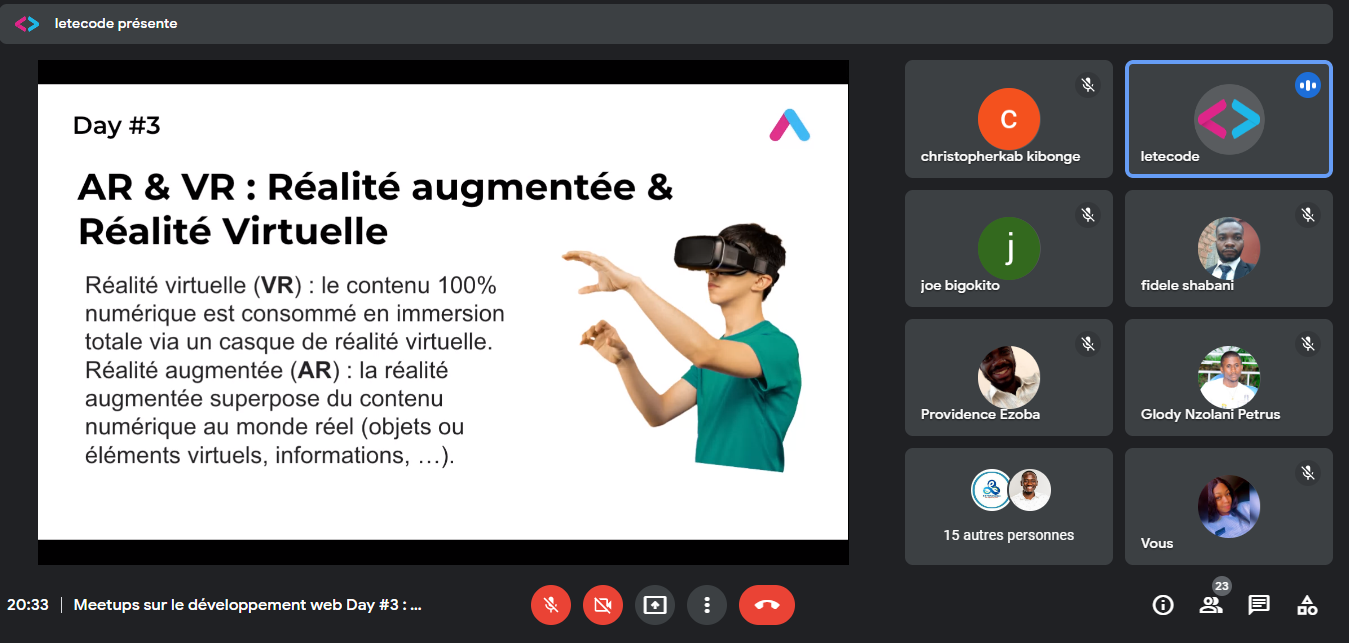 letecode présente
Day #3
AR & VR : Réalité augmentée &
Réalité Virtuelle
Réalité virtuelle (VR) : le contenu 100%
numérique est consommé en immersion
totale via un casque de réalité virtuelle.
Réalité augmentée (AR) : la réalité
augmentée superpose du contenu
numérique au monde réel (objets ou
éléments virtuels, informations, …).
c
christopherkab kibonge
letecode
j
joe bigokito
fidele shabani
Providence Ezoba
Glody Nzolani Petrus
15 autres personnes
Vous
20:33 | Meetups sur le développement web Day #3 : ...
23